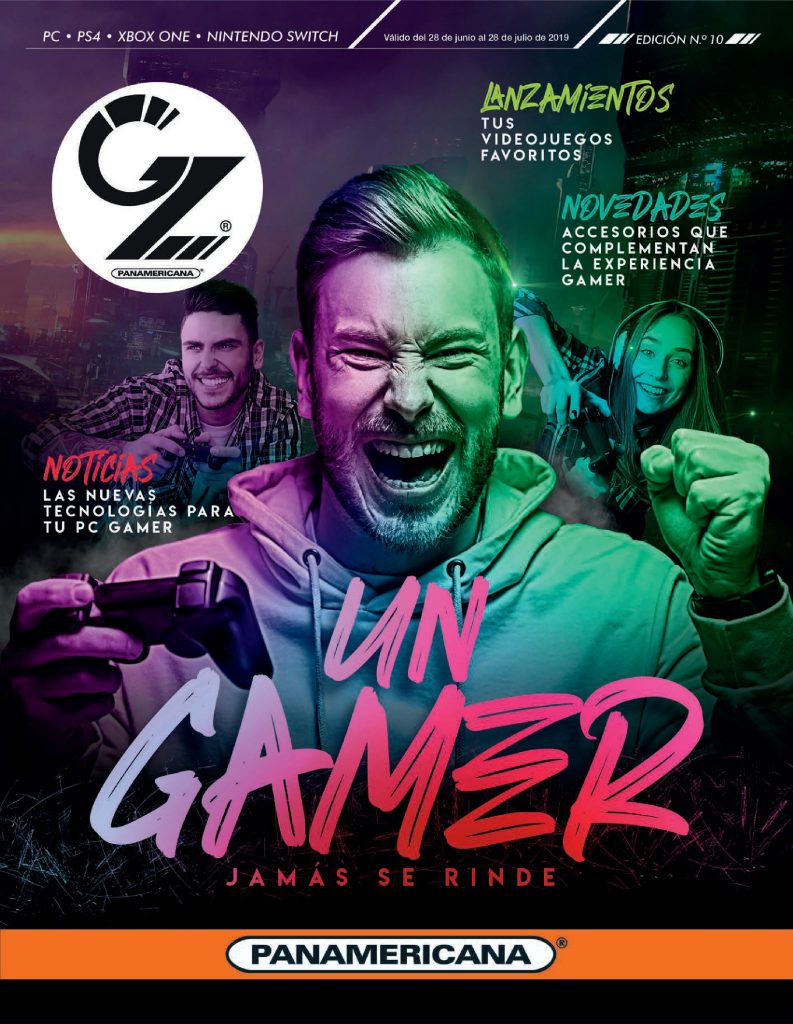 PC • PS4 • XBOX ONE • NINTENDO SWITCH
Válido del 28 de junio al 28 de julio de 2019
EDICIÓN N.º 10
GZ®
PANAMERICANA®
LANZAMIENTOS
TUS
VIDEOJUEGOS
FAVORITOS
NOVEDADES
ACCESORIOS QUE
COMPLEMENTAN
LA EXPERIENCIA
GAMER
NOTICIAS
LAS NUEVAS
TECNOLOGÍAS PARA
TU PC GAMER
UN
GAMER
JAMÁS SE RINDE
PANAMERICANA®